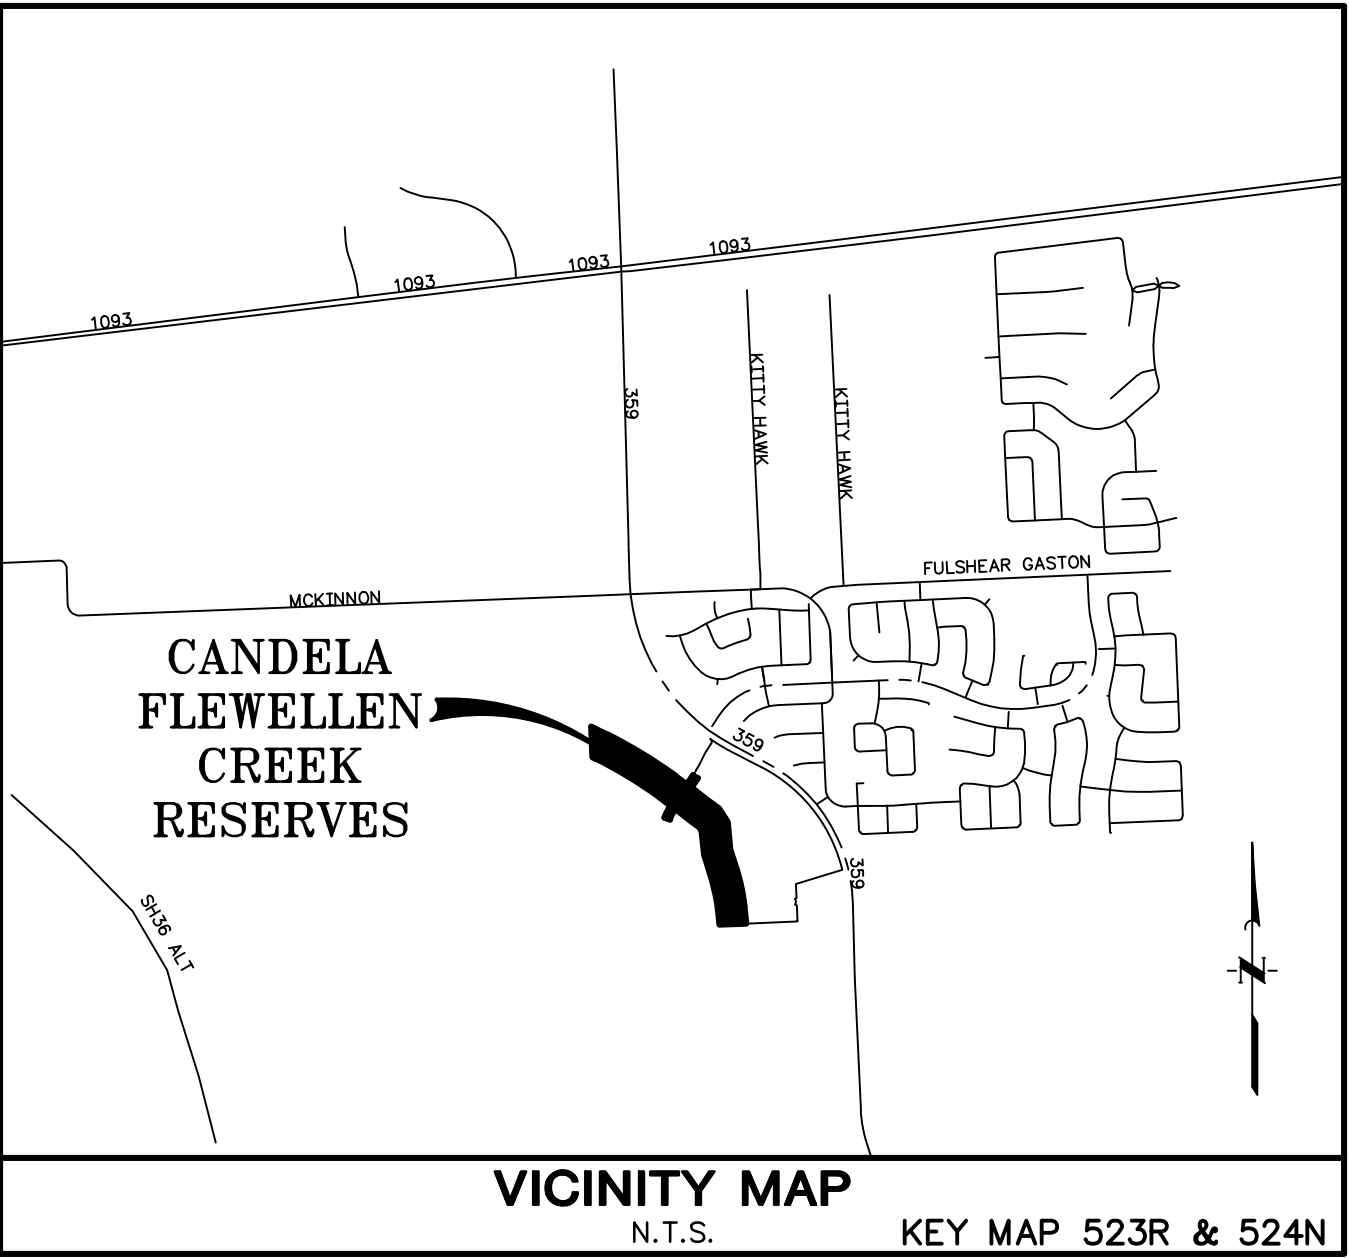 1093
1093
1093
1093
359
KITTY HAWK
KITTY HAWK
FULSHEAR GASTON
MCKINNON
CANDELA
FLEWELLEN
CREEK
RESERVES
359
359
SH36 ALT
N
VICINITY MAP
N.T.S.
KEY MAP 523R & 524N